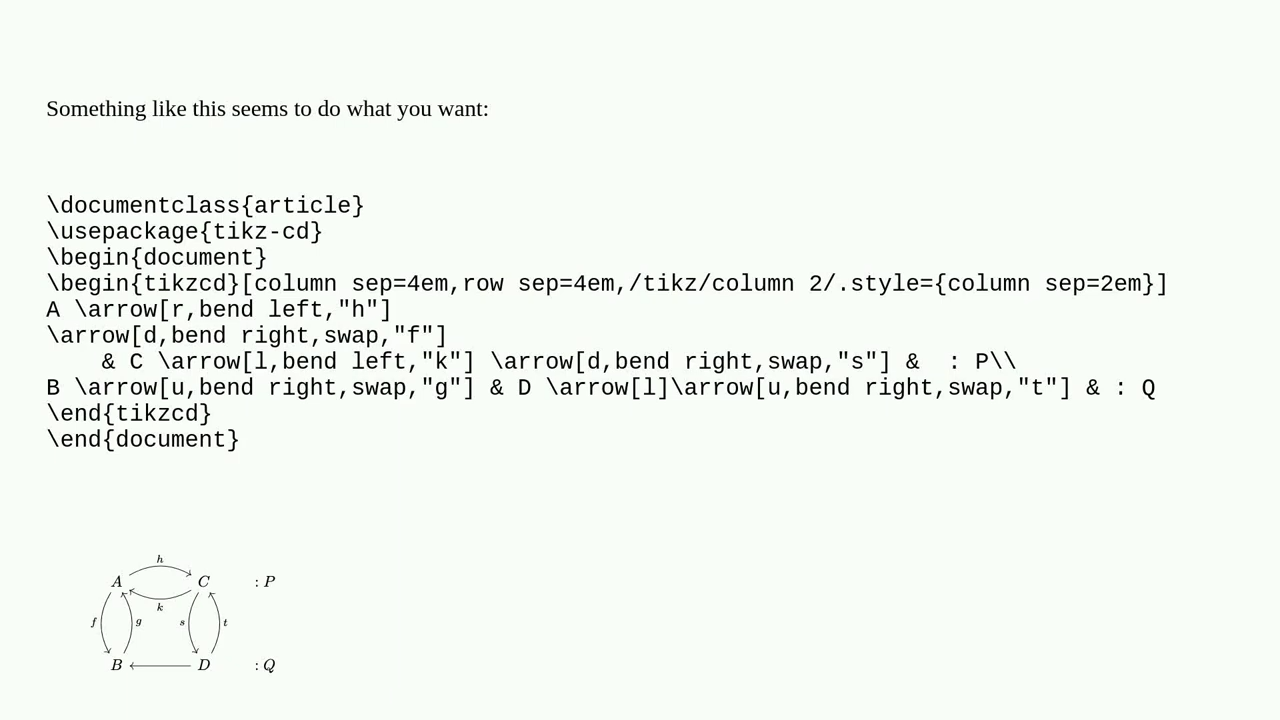 Something like this seems to do what you want:
\documentclass{article}
\usepackage{tikz-cd}
\begin{document}
\begin{tikzcd}[column sep=4em,row sep=4em,/tikz/column 2/.style={column sep=2em}]
A \arrow[r,bend left,"h"]
\arrow[d,bend right,swap,"f"]
    & C \arrow[l,bend left,"k"] \arrow[d,bend right,swap,"s"] &  : P\\
B \arrow[u,bend right,swap,"g"] & D \arrow[l]\arrow[u,bend right,swap,"t"] & : Q
\end{tikzcd}
\end{document}
h
A C : P
k
f g s t
B D : Q